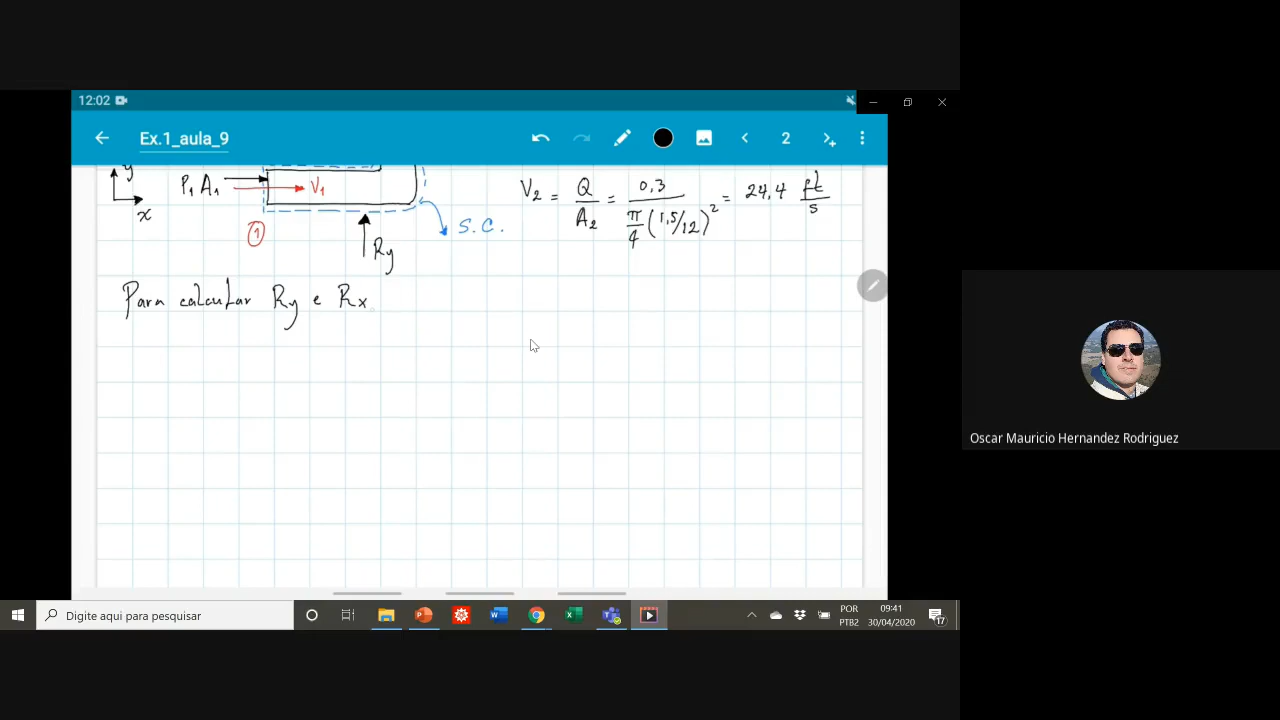 12:02
Ex.1_aula_9
2
y
x
P₁ A₁
V₁
①
Ry
S.C.
V₂ = Q/A₂ = 0,3 / (π/4 (1,5/12)²) = 24,4 ft/s
Para calcular Ry e Rx.
Oscar Mauricio Hernandez Rodriguez
Digite aqui para pesquisar
POR
PTB2
09:41
30/04/2020
17